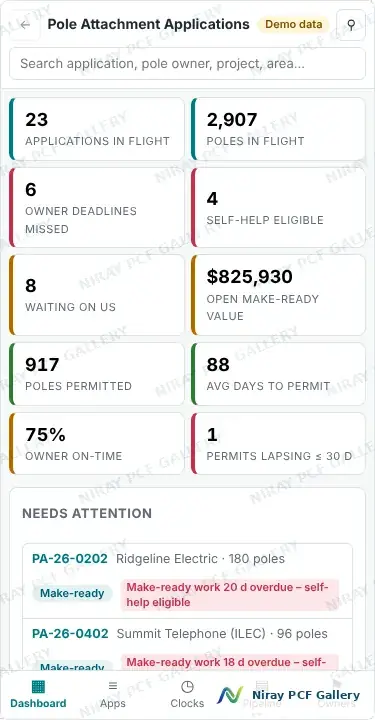 ← Pole Attachment Applications Demo data
Search application, pole owner, project, area...
23
APPLICATIONS IN FLIGHT
2,907
POLES IN FLIGHT
6
OWNER DEADLINES
MISSED
4
SELF-HELP ELIGIBLE
8
WAITING ON US
$825,930
OPEN MAKE-READY
VALUE
917
POLES PERMITTED
88
AVG DAYS TO PERMIT
75%
OWNER ON-TIME
1
PERMITS LAPSING ≤ 30 D
NEEDS ATTENTION
PA-26-0202 Ridgeline Electric · 180 poles
Make-ready
Make-ready work 20 d overdue – self-
help eligible
PA-26-0402 Summit Telephone (ILEC) · 96 poles
Make-ready
Make-ready work 18 d overdue – self-
Dashboard
Apps
Clocks
Pipeline
Owners
Niray PCF Gallery
NIRAY PCF GALLERY